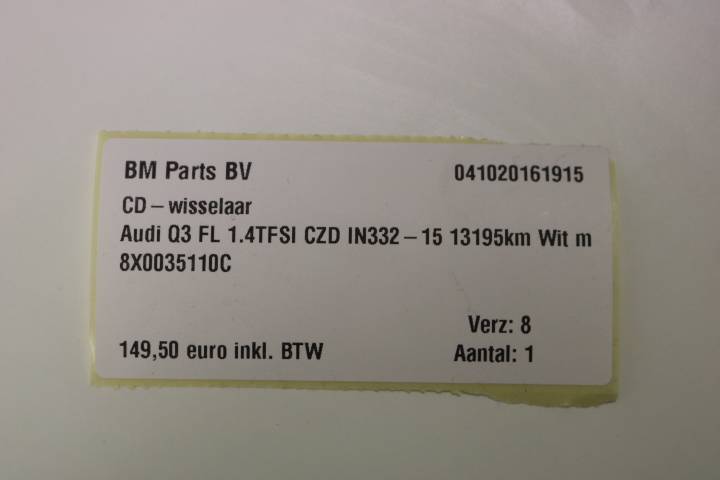 BM Parts BV 041020161915
CD-wisselaar
Audi Q3 FL 1.4TFSI CZD IN332-15 13195km Wit m
8X0035110C
Verz: 8
149,50 euro inkl. BTW Aantal: 1